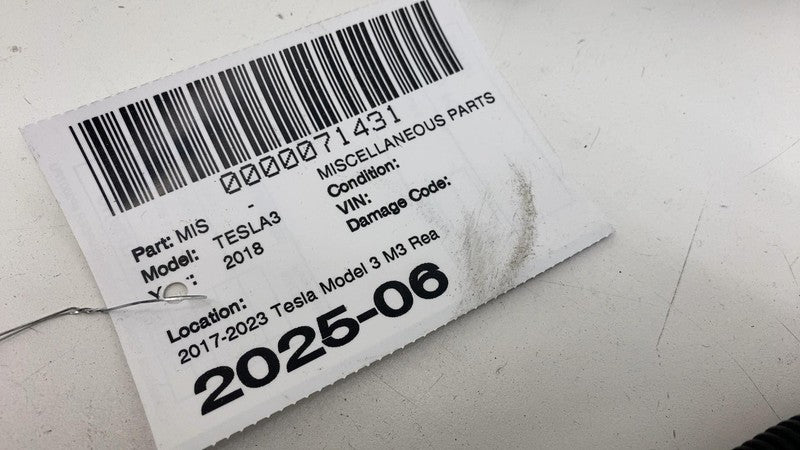 0000071431
Part: MIS - MISCELLANEOUS PARTS
Model: TESLA3 Condition:
2018 VIN:
Damage Code:
Location:
2017-2023 Tesla Model 3 M3 Rea
2025-06